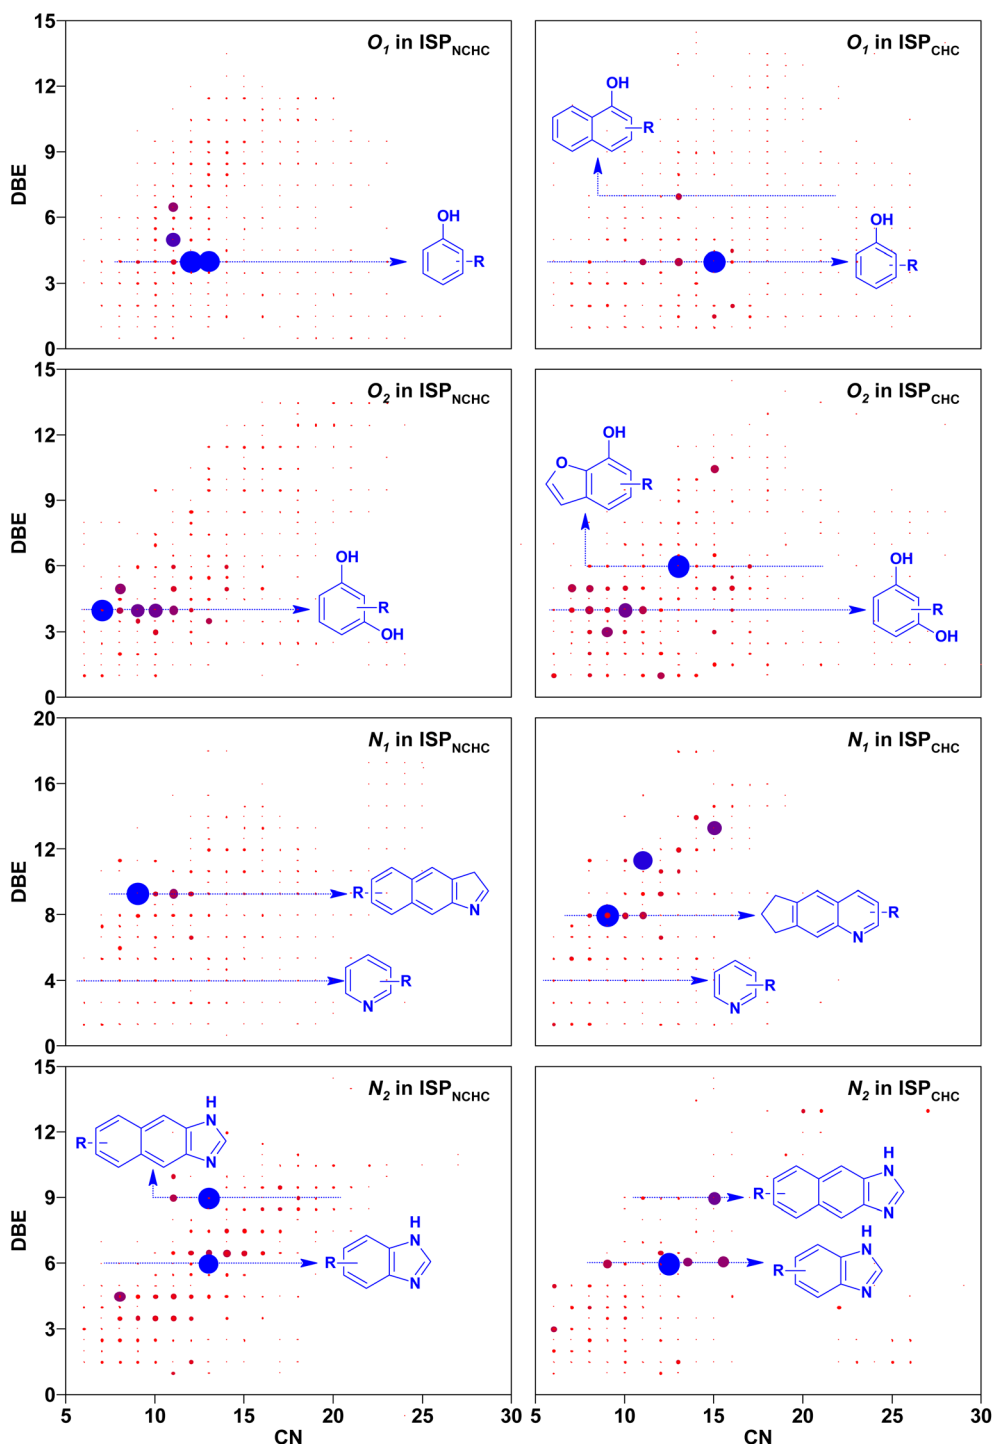 15
O1 in ISPNCHC
O1 in ISPCHC
12
OH
R
9
DBE
OH
OH
6
R
R
3
0
15
O2 in ISPNCHC
O2 in ISPCHC
12
OH
O
R
9
DBE
6
OH
OH
R
R
3
OH
OH
0
20
N1 in ISPNCHC
N1 in ISPCHC
16
12
DBE
R
N
R
N
8
4
R
R
N
N
0
15
N2 in ISPNCHC
N2 in ISPCHC
H
N
12
R
N
H
N
R
N
9
DBE
H
N
R
N
H
N
R
N
6
3
0
5 10 15 20 25 30
5 10 15 20 25 30
CN
CN